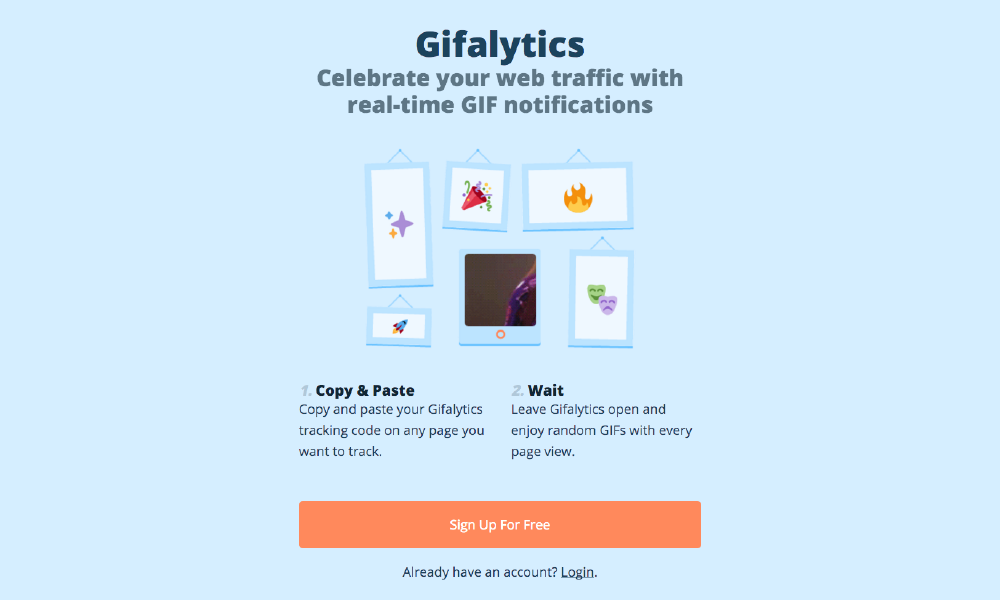 Gifalytics
Celebrate your web traffic with
real-time GIF notifications
1. Copy & Paste
Copy and paste your Gifalytics
tracking code on any page you
want to track.
2. Wait
Leave Gifalytics open and
enjoy random GIFs with every
page view.
Sign Up For Free
Already have an account? Login.